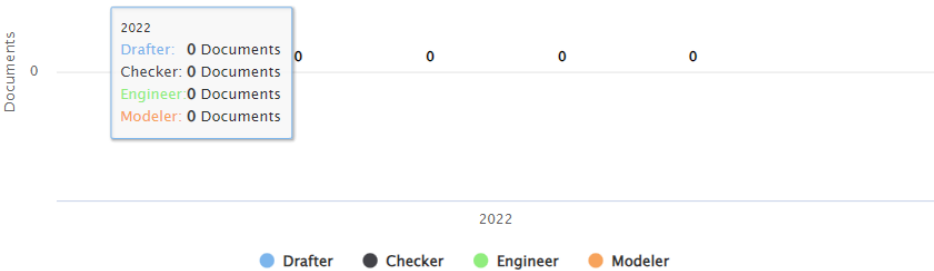 2022
Drafter: 0 Documents
Checker: 0 Documents
Engineer: 0 Documents
Modeler: 0 Documents
0 0 0 0
Documents
0
2022
Drafter Checker Engineer Modeler